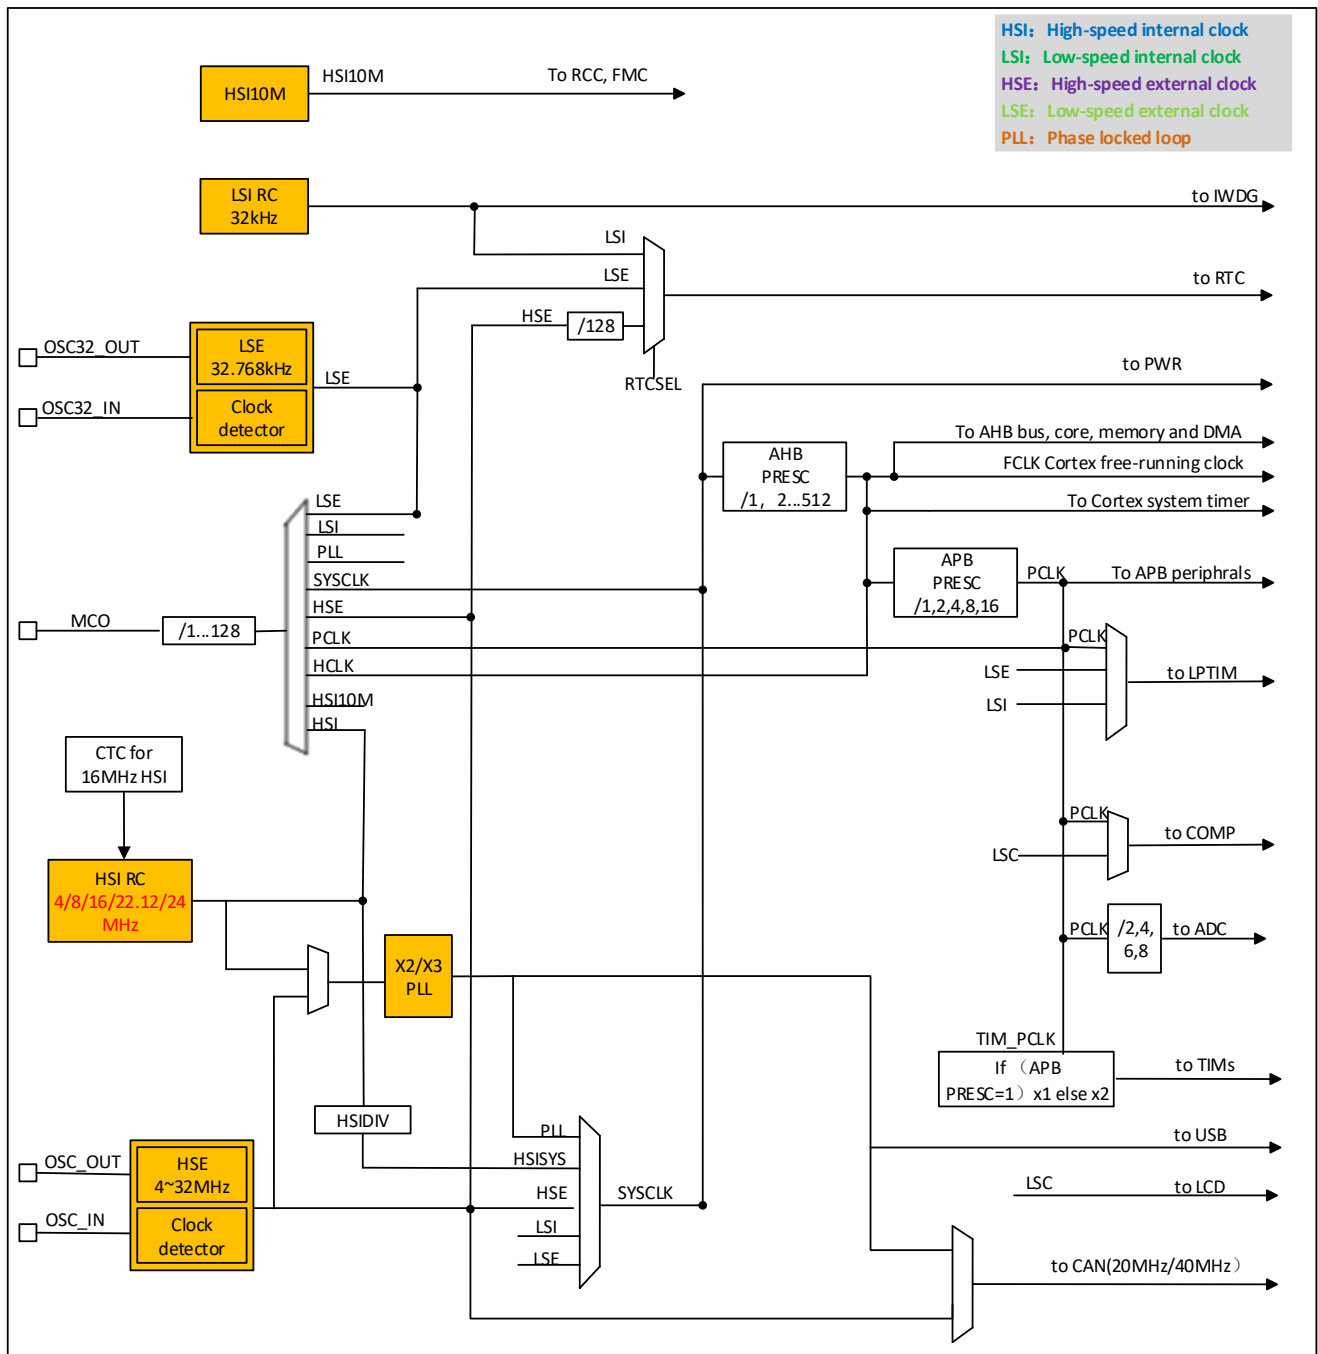 HSI： High-speed internal clock
LSI： Low-speed internal clock
HSE： High-speed external clock
LSE： Low-speed external clock
PLL： Phase locked loop
HSI10M
HSI10M
To RCC, FMC
LSI RC
32kHz
to IWDG
LSI
LSE
HSE
/128
to RTC
RTCSEL
OSC32_OUT
OSC32_IN
LSE
32.768kHz
Clock
detector
LSE
to PWR
AHB
PRESC
/1， 2...512
To AHB bus, core, memory and DMA
FCLK Cortex free-running clock
To Cortex system timer
APB
PRESC
/1,2,4,8,16
PCLK
To APB periphrals
LSE
LSI
PLL
SYSCLK
HSE
PCLK
HCLK
HSI10M
HSI
MCO
/1...128
PCLK
LSE
LSI
to LPTIM
CTC for
16MHz HSI
HSI RC
4/8/16/22.12/24
MHz
PCLK
LSC
to COMP
PCLK
/2,4,
6,8
to ADC
X2/X3
PLL
TIM_PCLK
If （APB
PRESC=1）x1 else x2
to TIMs
HSIDIV
PLL
HSISYS
HSE
LSI
LSE
SYSCLK
to USB
LSC
to LCD
OSC_OUT
OSC_IN
HSE
4~32MHz
Clock
detector
to CAN(20MHz/40MHz）